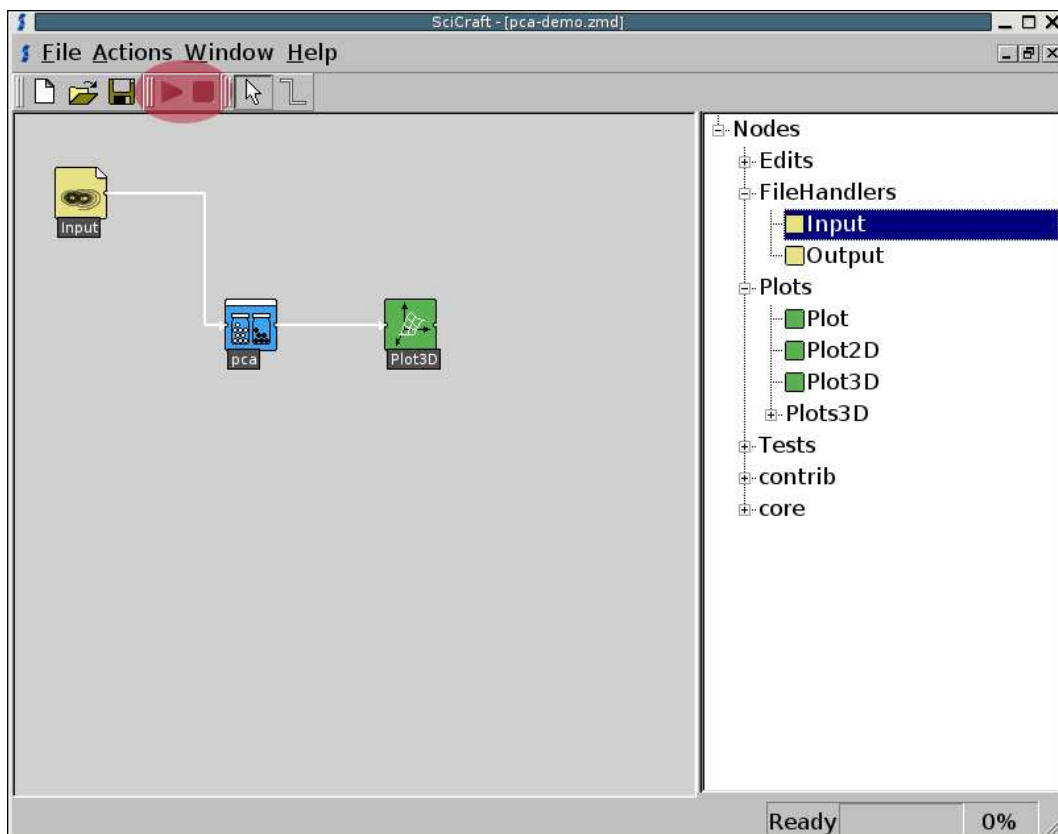 SciCraft - [pca-demo.zmd]
File Actions Window Help
Nodes
Edits
FileHandlers
Input
Output
Plots
Plot
Plot2D
Plot3D
Plots3D
Tests
contrib
core
Input
pca
Plot3D
Ready 0%